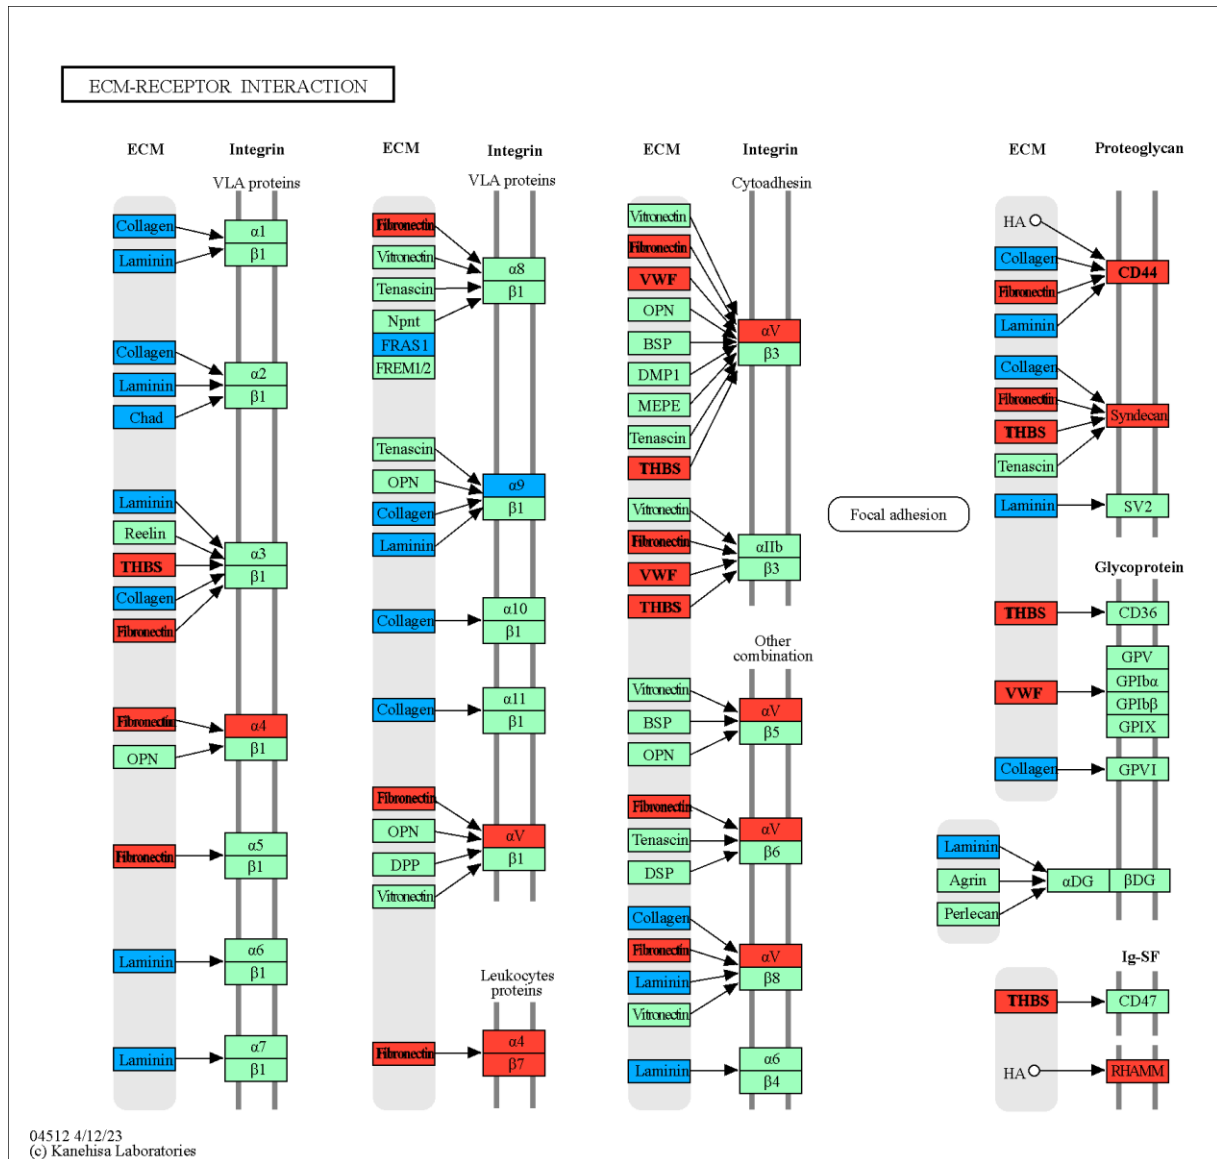 ECM-RECEPTOR INTERACTION
ECM
Integrin
VLA proteins
Collagen
Laminin
α1
β1
Collagen
Laminin
Chad
α2
β1
Laminin
Reelin
THBS
Collagen
Fibronectin
α3
β1
Fibronectin
OPN
α4
β1
Fibronectin
α5
β1
Laminin
α6
β1
Laminin
α7
β1
ECM
Integrin
VLA proteins
Fibronectin
Vitronectin
Tenascin
Npnt
FRAS1
FREM1/2
α8
β1
Tenascin
OPN
Collagen
Laminin
α9
β1
Collagen
α10
β1
Collagen
α11
β1
Fibronectin
OPN
DPP
Vitronectin
αV
β1
Leukocytes
proteins
Fibronectin
α4
β7
ECM
Integrin
Cytoadhesin
Vitronectin
Fibronectin
VWF
OPN
BSP
DMP1
MEPE
Tenascin
THBS
αV
β3
Vitronectin
Fibronectin
VWF
THBS
αIIb
β3
Other
combination
Vitronectin
BSP
OPN
αV
β5
Fibronectin
Tenascin
DSP
αV
β6
Collagen
Fibronectin
Laminin
Vitronectin
αV
β8
Laminin
α6
β4
Focal adhesion
ECM
Proteoglycan
HA
Collagen
Fibronectin
Laminin
CD44
Collagen
Fibronectin
THBS
Tenascin
Syndecan
Laminin
SV2
Glycoprotein
THBS
CD36
VWF
GPV
GPIbα
GPIbβ
GPIX
Collagen
GPVI
Laminin
Agrin
Perlecan
αDG
βDG
Ig-SF
THBS
CD47
HA
RHAMM
04512 4/12/23
(c) Kanehisa Laboratories